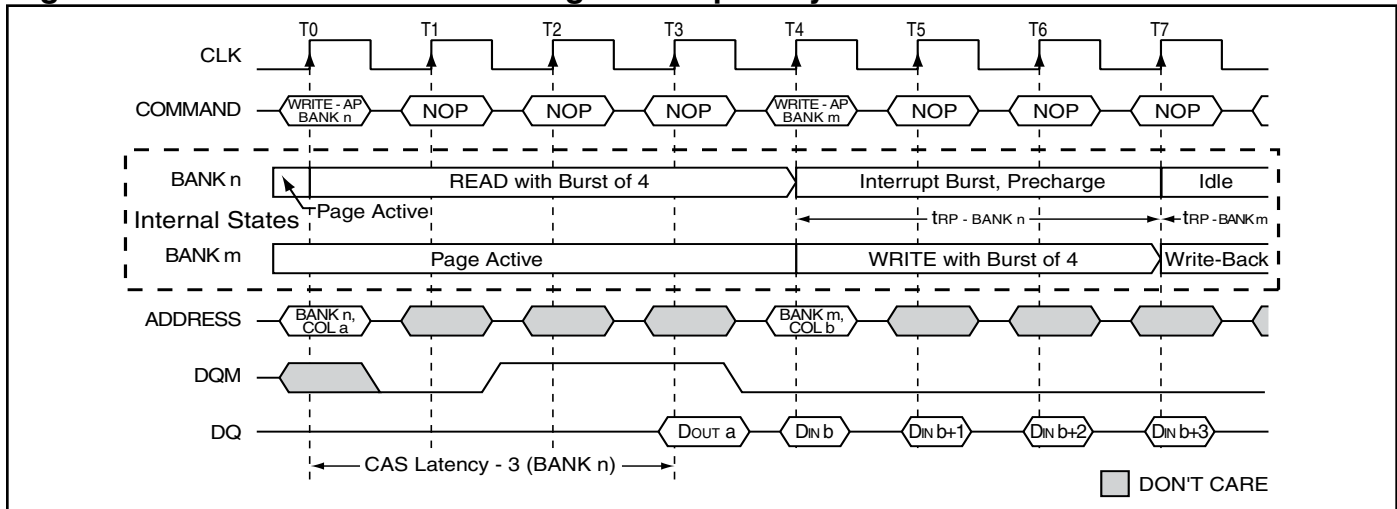 T0 T1 T2 T3 T4 T5 T6 T7
CLK
COMMAND WRITE - AP BANK n NOP NOP NOP WRITE - AP BANK m NOP NOP NOP
BANK n READ with Burst of 4 Interrupt Burst, Precharge Idle
Internal States Page Active tRP - BANK n tRP - BANK m
BANK m Page Active WRITE with Burst of 4 Write-Back
ADDRESS BANK n, COL a BANK m, COL b
DQM
DQ DOUT a DIN b DIN b+1 DIN b+2 DIN b+3
CAS Latency - 3 (BANK n)
DON'T CARE